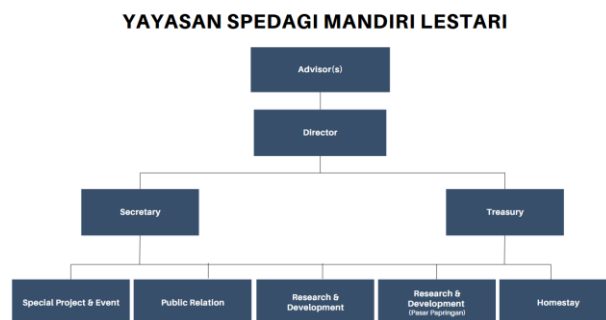 YAYASAN SPEDAGI MANDIRI LESTARI
Advisor(s)
Director
Secretary
Treasury
Special Project & Event
Public Relation
Research &
Development
Research &
Development
(Pasar Papringan)
Homestay